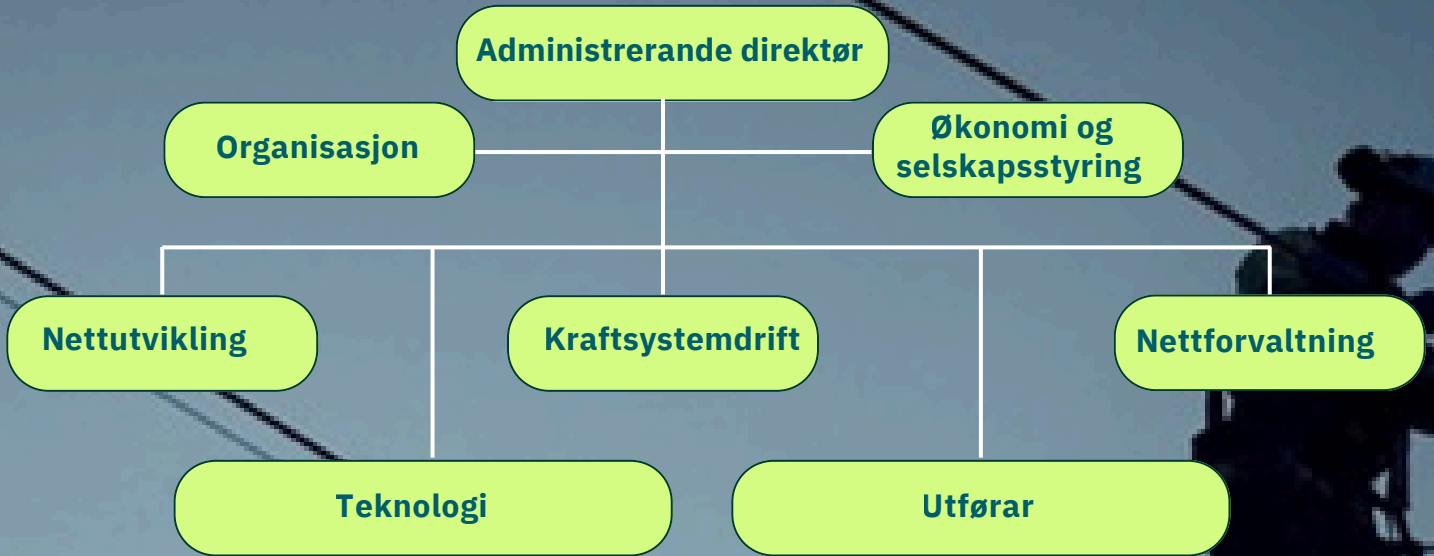 Administrerande direktør
Organisasjon
Økonomi og
selskapsstyring
Nettutvikling
Kraftsystemdrift
Nettforvaltning
Teknologi
Utførar